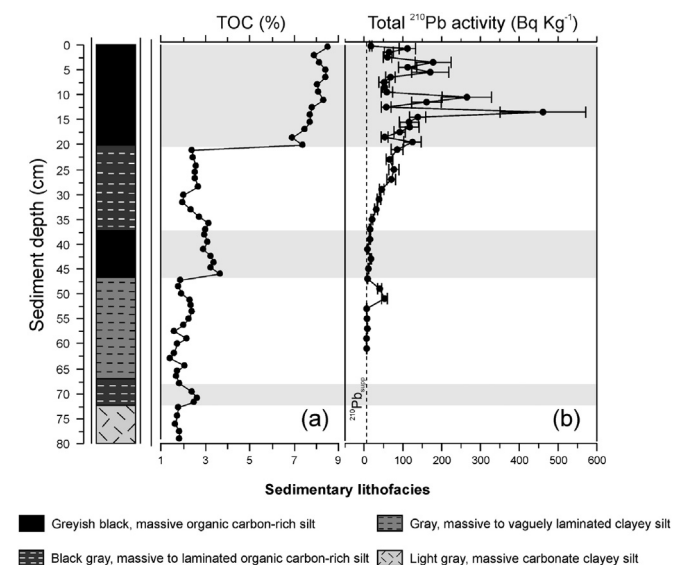 TOC (%)
Total ²¹⁰Pb activity (Bq Kg⁻¹)
Sediment depth (cm)
0
5
10
15
20
25
30
35
40
45
50
55
60
65
70
75
80
(a)
(b)
²¹⁰Pbsupp
1 3 5 7 9
0 100 200 300 400 500 600
Sedimentary lithofacies
Greyish black, massive organic carbon-rich silt
Gray, massive to vaguely laminated clayey silt
Black gray, massive to laminated organic carbon-rich silt
Light gray, massive carbonate clayey silt